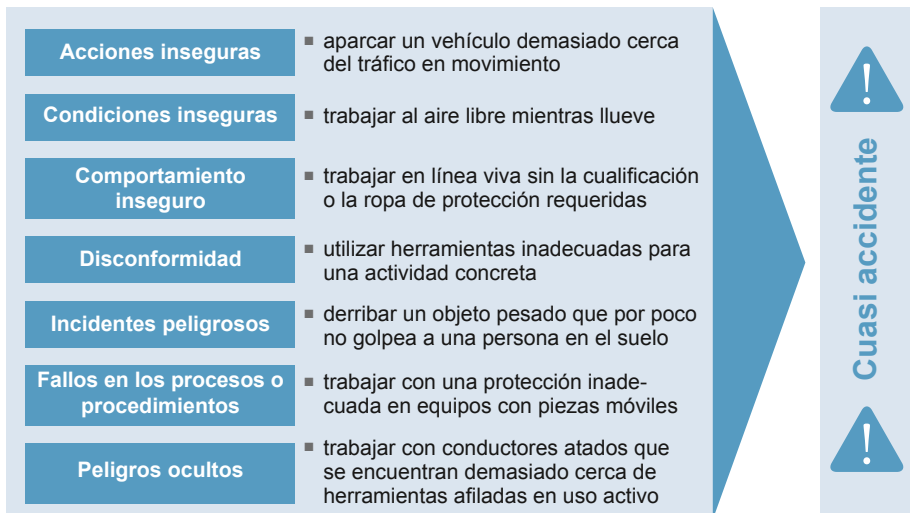 Acciones inseguras
▪ aparcar un vehículo demasiado cerca
del tráfico en movimiento
Condiciones inseguras
▪ trabajar al aire libre mientras llueve
Comportamiento
inseguro
▪ trabajar en línea viva sin la cualificación
o la ropa de protección requeridas
Disconformidad
▪ utilizar herramientas inadecuadas para
una actividad concreta
Incidentes peligrosos
▪ derribar un objeto pesado que por poco
no golpea a una persona en el suelo
Fallos en los procesos o
procedimientos
▪ trabajar con una protección inade-
cuada en equipos con piezas móviles
Peligros ocultos
▪ trabajar con conductores atados que
se encuentran demasiado cerca de
herramientas afiladas en uso activo
!
Cuasi accidente
!